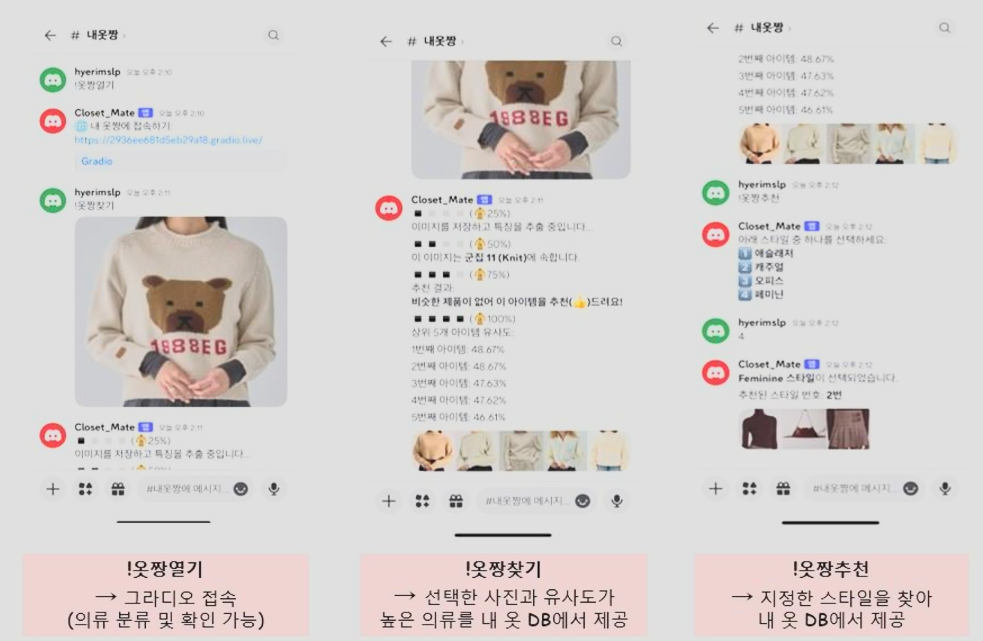 # 내옷짱 ›
hyerimslp 오늘 오후 2:10
!옷짱열기
Closet_Mate 앱 오늘 오후 2:10
🌐 내 옷짱에 접속하기:
https://2936ee681d5eb29a18.gradio.live/
Gradio
hyerimslp 오늘 오후 2:11
!옷짱찾기
1988EG
Closet_Mate 앱 오늘 오후 2:11
(25%)
이미지를 저장하고 특징을 추출 중입니다...
(50%)
#내옷짱에 메시지...
!옷짱열기
→ 그라디오 접속
(의류 분류 및 확인 가능)
# 내옷짱 ›
1988EG
Closet_Mate 앱 오늘 오후 2:11
(25%)
이미지를 저장하고 특징을 추출 중입니다...
(50%)
이 이미지는 군집 11 (Knit)에 속합니다.
(75%)
추천 결과:
비슷한 제품이 없어 이 아이템을 추천(👍)드려요!
(100%)
상위 5개 아이템 유사도:
1번째 아이템: 48.67%
2번째 아이템: 48.67%
3번째 아이템: 47.63%
4번째 아이템: 47.62%
5번째 아이템: 46.61%
#내옷짱에 메시지...
!옷짱찾기
→ 선택한 사진과 유사도가
높은 의류를 내 옷 DB에서 제공
# 내옷짱 ›
2번째 아이템: 48.67%
3번째 아이템: 47.63%
4번째 아이템: 47.62%
5번째 아이템: 46.61%
hyerimslp 오늘 오후 2:12
!옷짱추천
Closet_Mate 앱 오늘 오후 2:12
아래 스타일 중 하나를 선택하세요:
1 애슬래저
2 캐주얼
3 오피스
4 페미닌
hyerimslp 오늘 오후 2:12
4
Closet_Mate 앱 오늘 오후 2:12
Feminine 스타일이 선택되었습니다.
추천된 스타일 번호: 2번
#내옷짱에 메시지...
!옷짱추천
→ 지정한 스타일을 찾아
내 옷 DB에서 제공